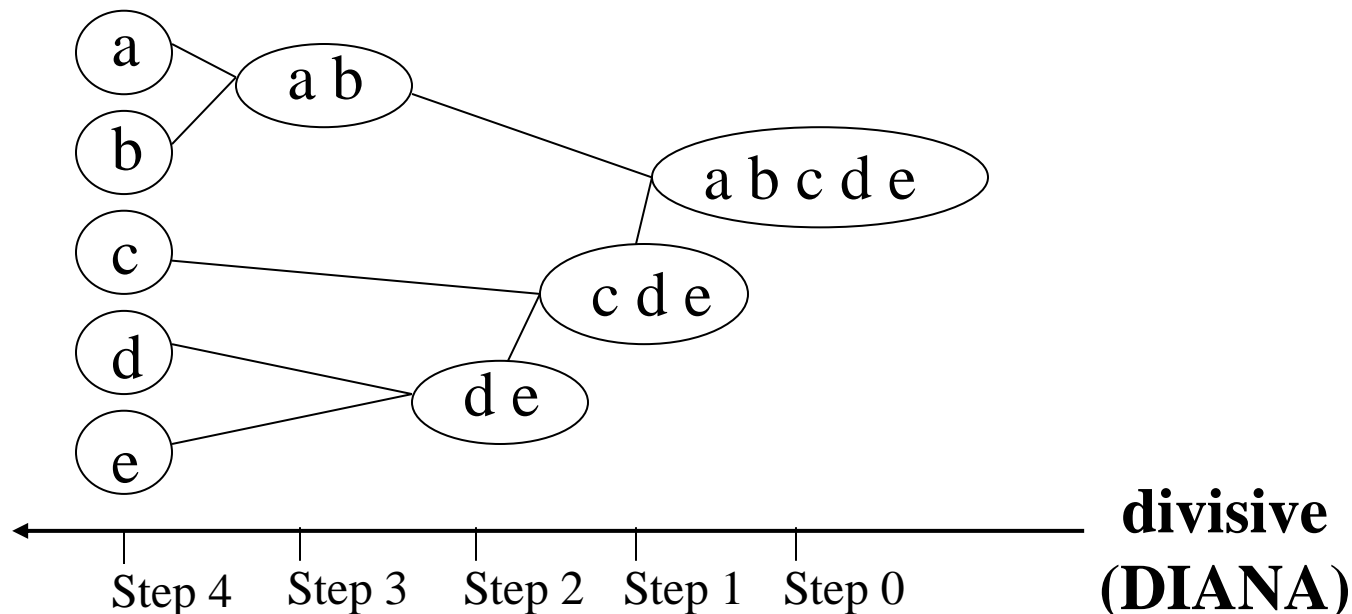 a
a b
b
a b c d e
c
c d e
d
d e
e
divisive
(DIANA)
Step 4 Step 3 Step 2 Step 1 Step 0